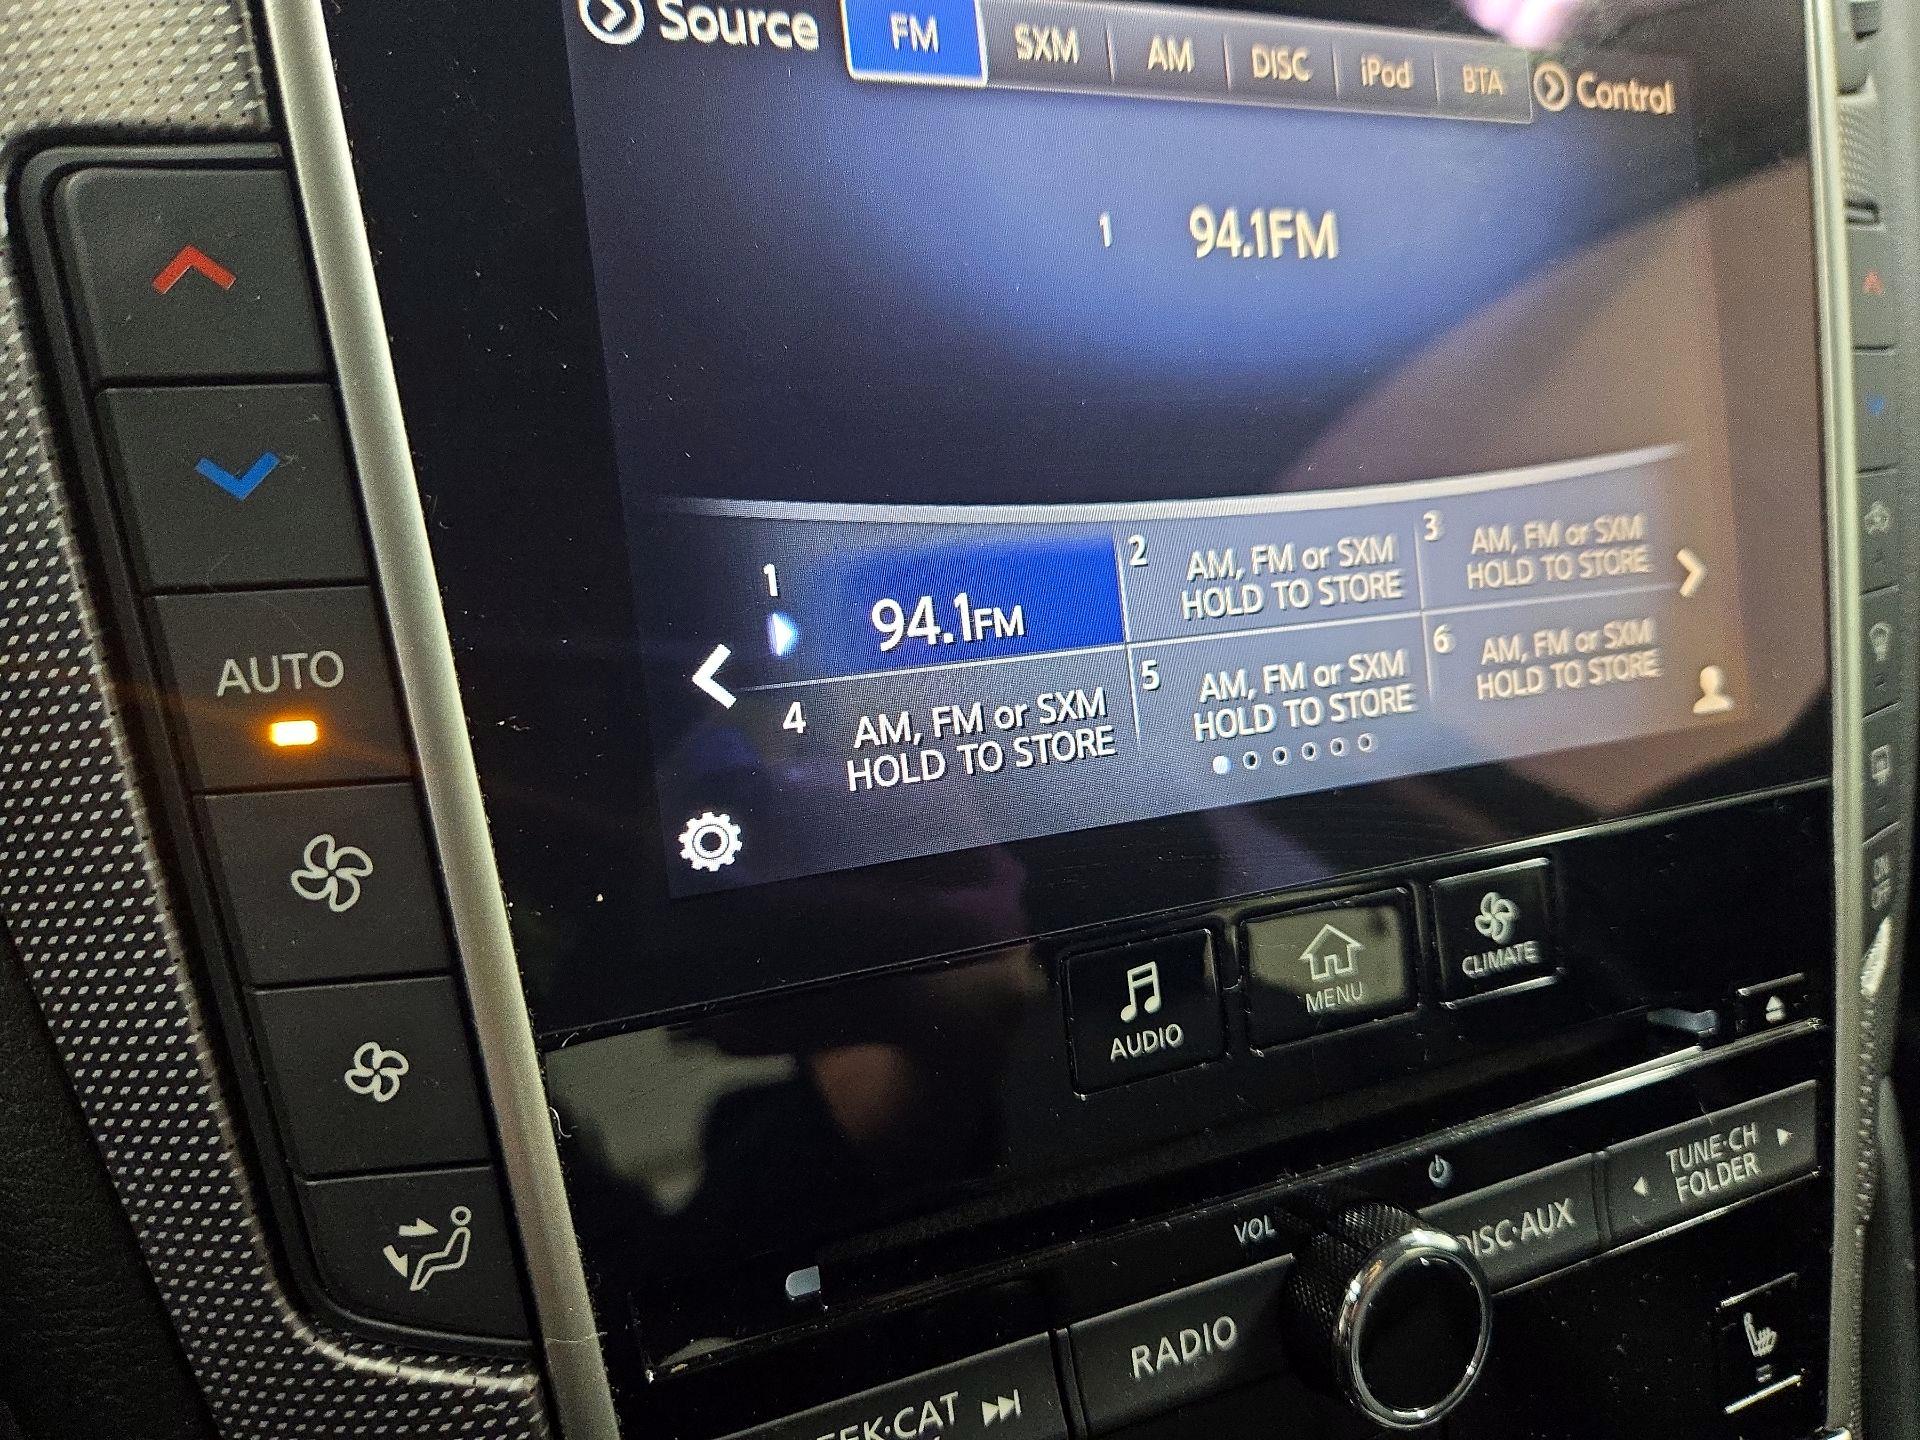 Source
FM
SXM
AM
DISC
iPod
BTA
Control
1
94.1FM
1
94.1FM
2
AM, FM or SXM
HOLD TO STORE
3
AM, FM or SXM
HOLD TO STORE
4
AM, FM or SXM
HOLD TO STORE
5
AM, FM or SXM
HOLD TO STORE
6
AM, FM or SXM
HOLD TO STORE
AUTO
AUDIO
MENU
CLIMATE
VOL
DISC·AUX
TUNE·CH
FOLDER
RADIO
EK·CAT